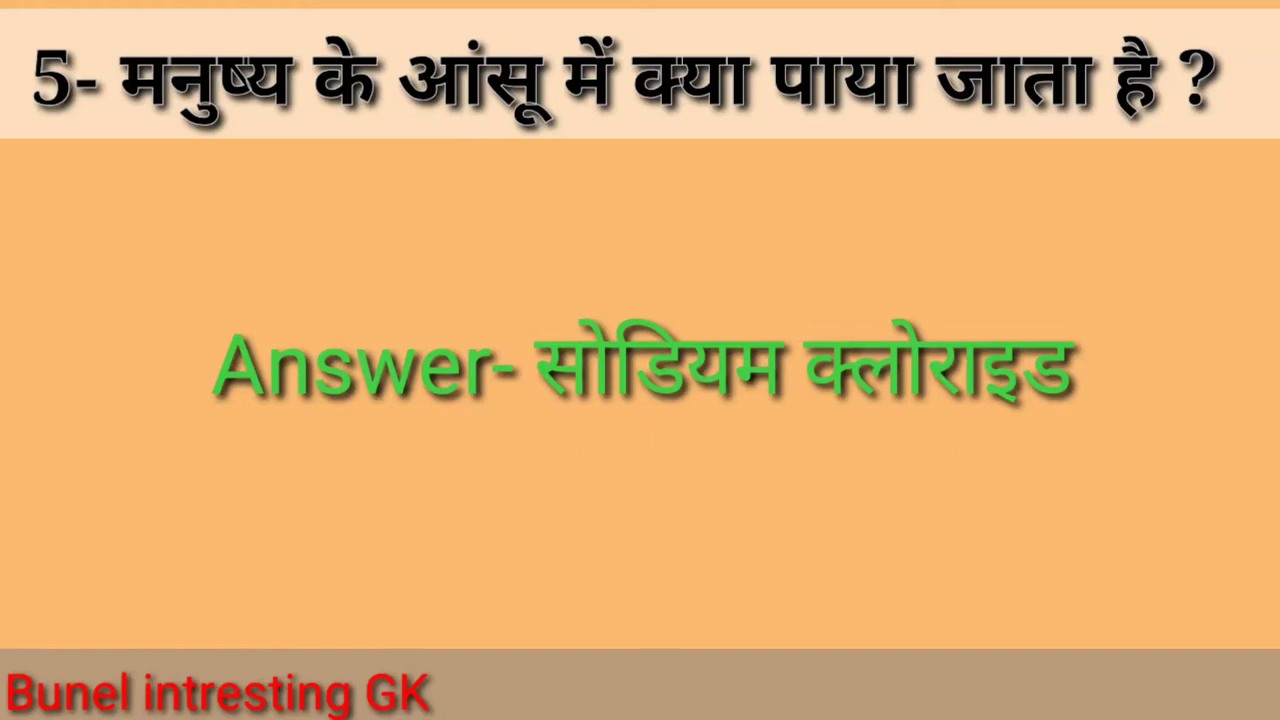 5- मनुष्य के आंसू में क्या पाया जाता है ?
Answer- सोडियम क्लोराइड
Bunel intresting GK